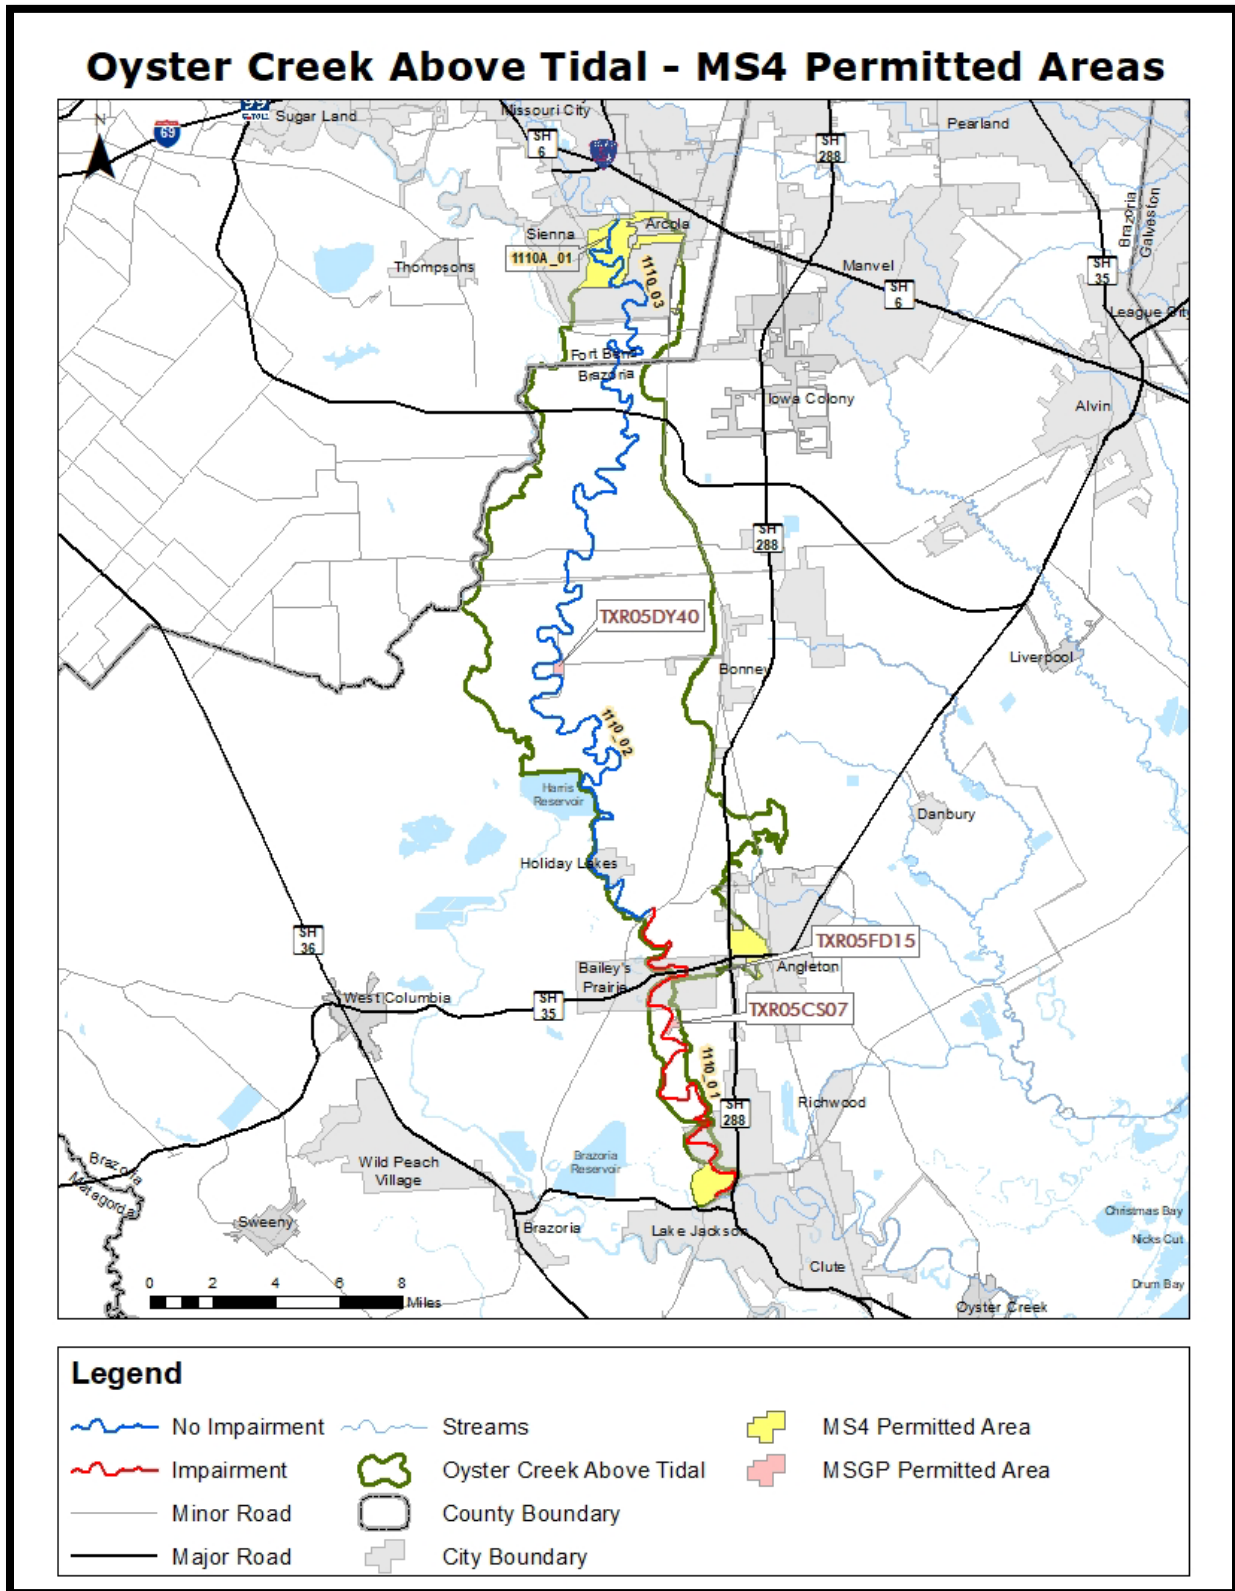 Oyster Creek Above Tidal - MS4 Permitted Areas
N
69
99
TOLL
Sugar Land
Missouri City
SH
6
SH
288
Pearland
Brazoria
Galveston
Sienna
Arcola
1110A_01
1110_03
Thompsons
Manvel
SH
6
SH
35
League City
Fort Bend
Brazoria
Iowa Colony
Alvin
SH
288
TXR05DY40
Bonney
Liverpool
1110_02
Harris
Reservoir
Danbury
Holiday Lakes
SH
36
TXR05FD15
Bailey's
Prairie
Angleton
West Columbia
SH
35
TXR05CS07
1110_01
SH
288
Richwood
Brazoria
Matagorda
Wild Peach
Village
Brazoria
Reservoir
Sweeny
Brazoria
Lake Jackson
Christmas Bay
Nicks Cut
Clute
Drum Bay
0 2 4 6 8
Miles
Oyster Creek
Legend
No Impairment
Streams
MS4 Permitted Area
Impairment
Oyster Creek Above Tidal
MSGP Permitted Area
Minor Road
County Boundary
Major Road
City Boundary